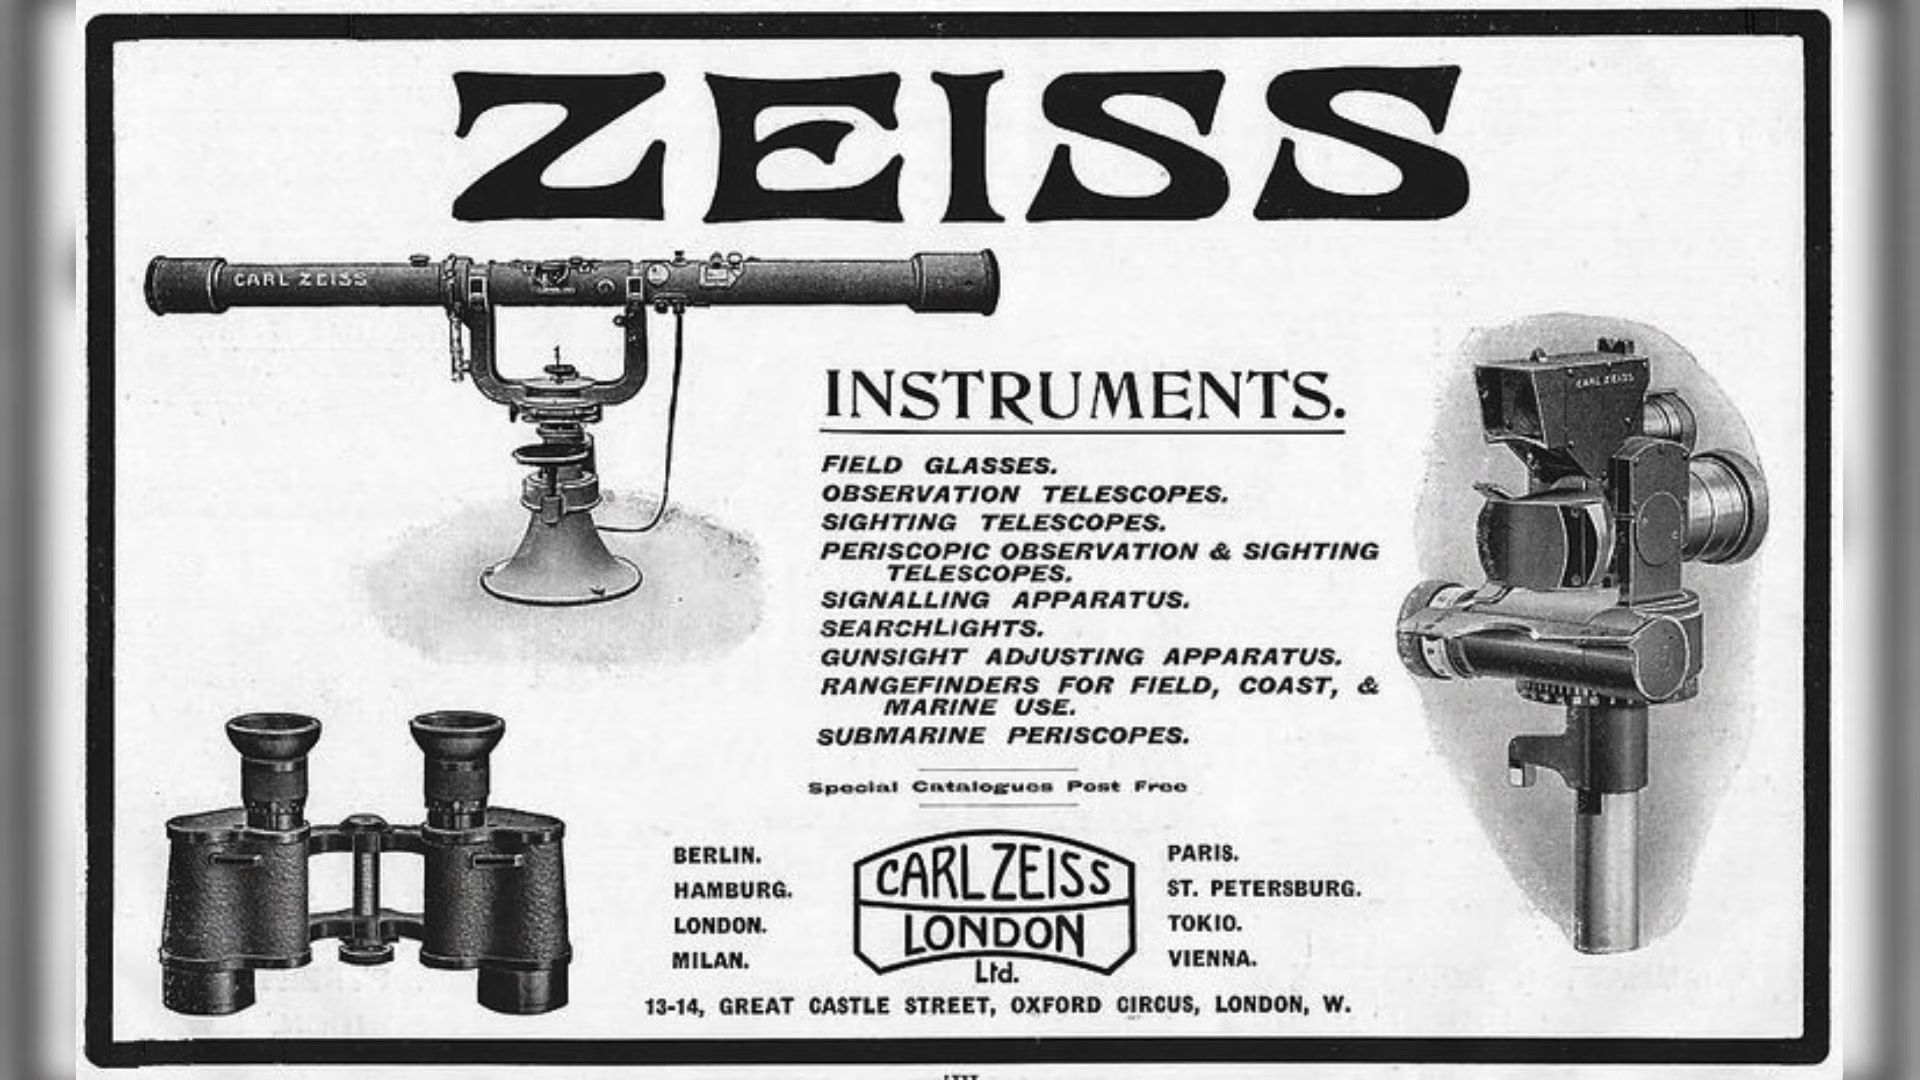 ZEISS
CARL ZEISS
INSTRUMENTS.
CARL ZEISS
FIELD GLASSES.
OBSERVATION TELESCOPES.
SIGHTING TELESCOPES.
PERISCOPIC OBSERVATION & SIGHTING
TELESCOPES.
SIGNALLING APPARATUS.
SEARCHLIGHTS.
GUNSIGHT ADJUSTING APPARATUS.
RANGEFINDERS FOR FIELD, COAST, &
MARINE USE.
SUBMARINE PERISCOPES.
Special Catalogues Post Free
BERLIN.
HAMBURG.
LONDON.
MILAN.
CARL ZEISS
LONDON
Ltd.
PARIS.
ST. PETERSBURG.
TOKIO.
VIENNA.
13-14, GREAT CASTLE STREET, OXFORD CIRCUS, LONDON, W.